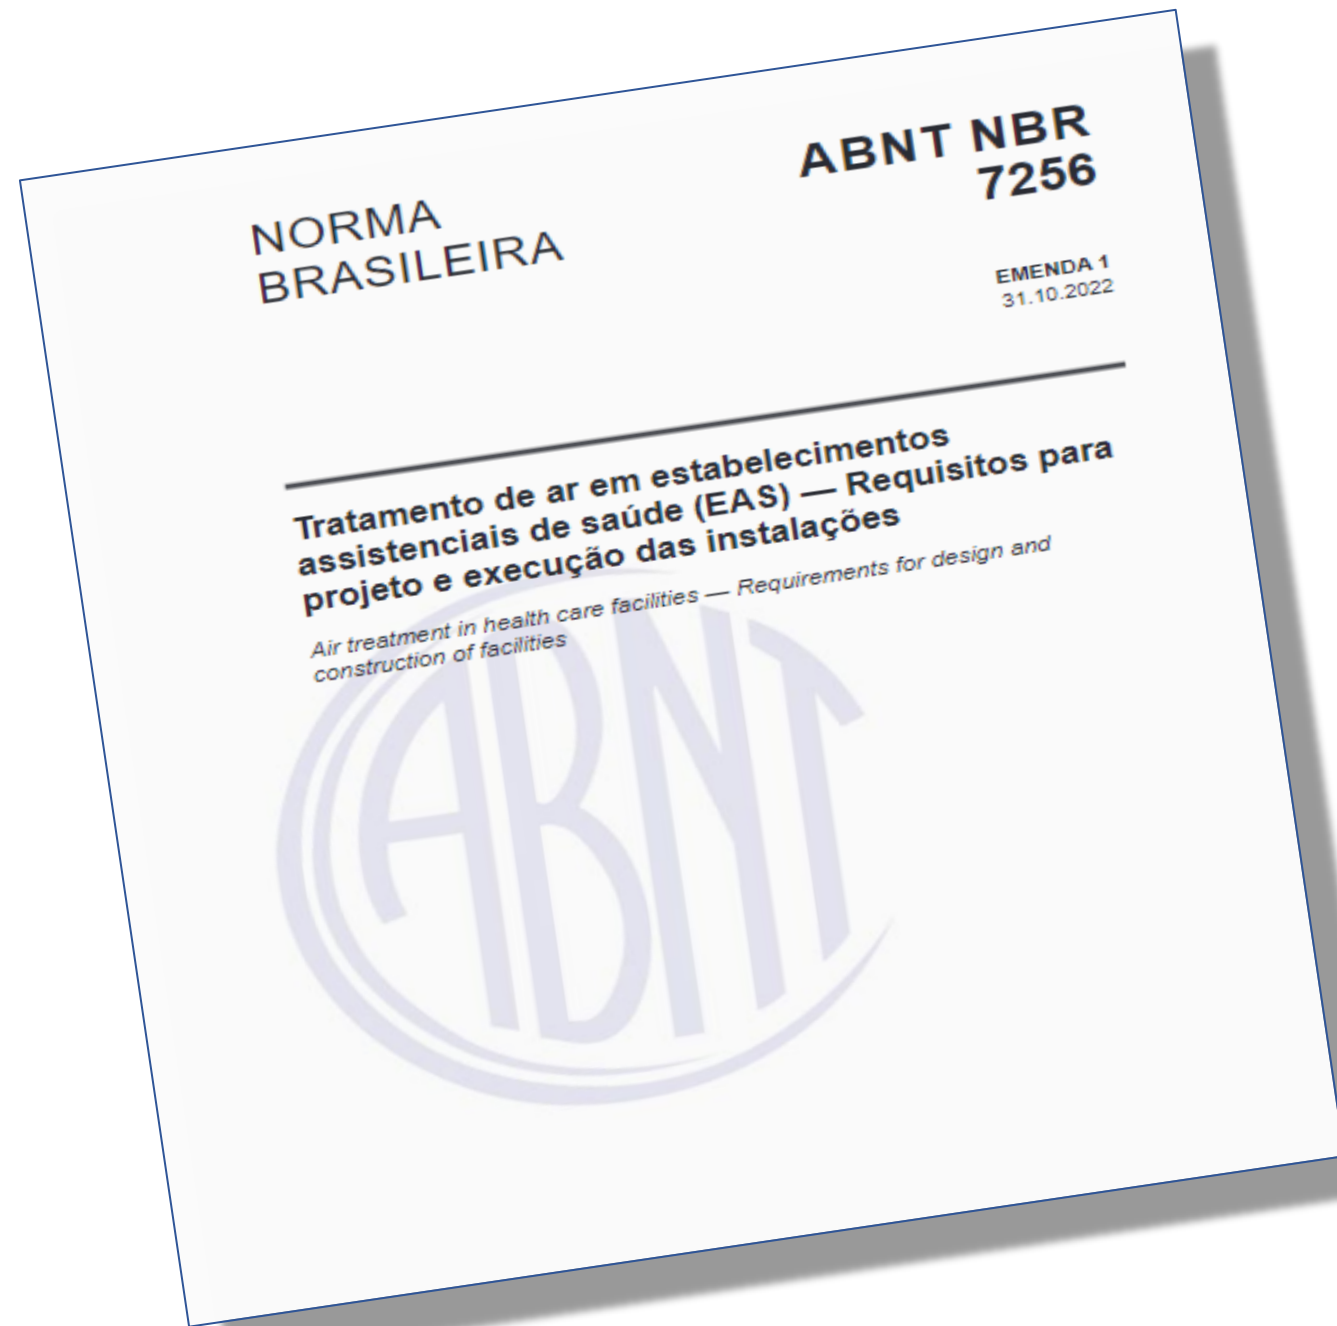 NORMA
BRASILEIRA
ABNT NBR
7256
EMENDA 1
31.10.2022
Tratamento de ar em estabelecimentos
assistenciais de saúde (EAS) — Requisitos para
projeto e execução das instalações
Air treatment in health care facilities — Requirements for design and
construction of facilities
ABNT